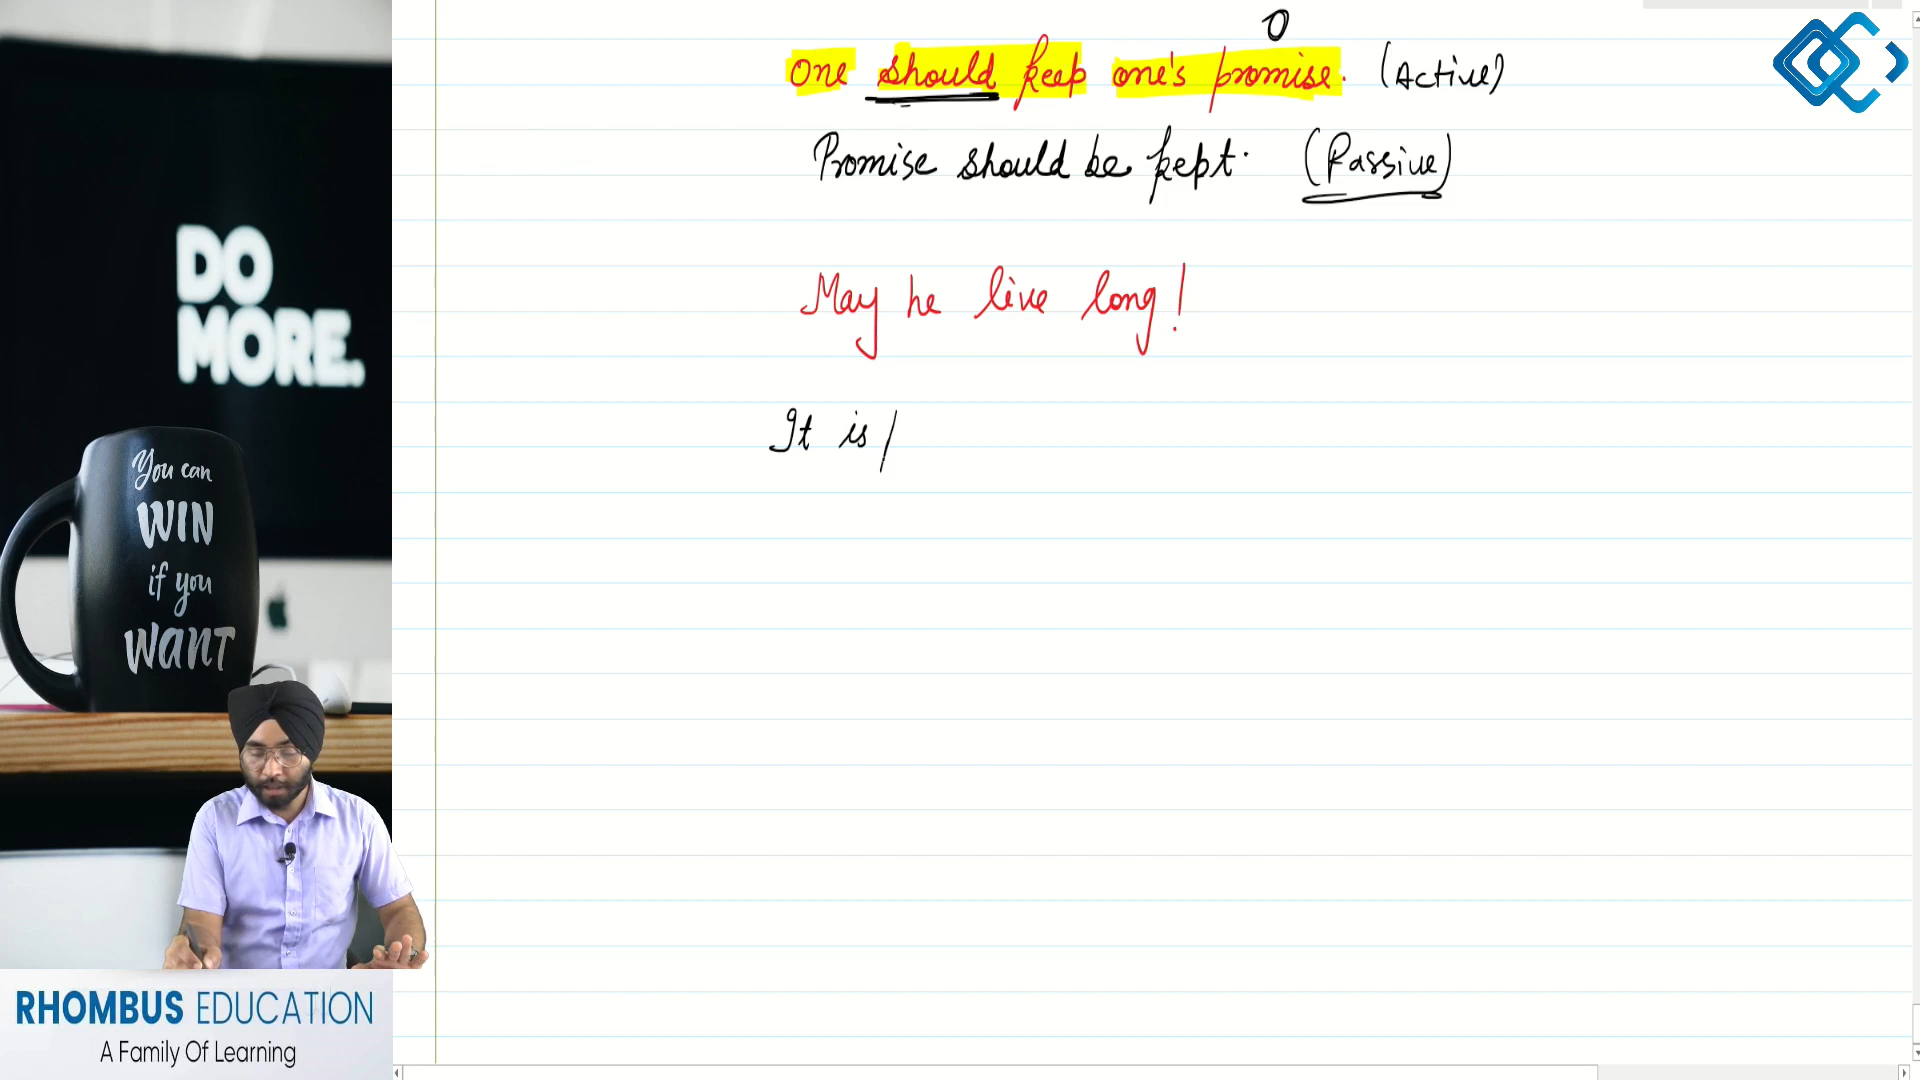 DO
MORE.
You can
WIN
if you
WANT
RHOMBUS EDUCATION
A Family Of Learning
O
One should keep one's promise. (Active)
Promise should be kept. (Passive)
May he live long!
It is